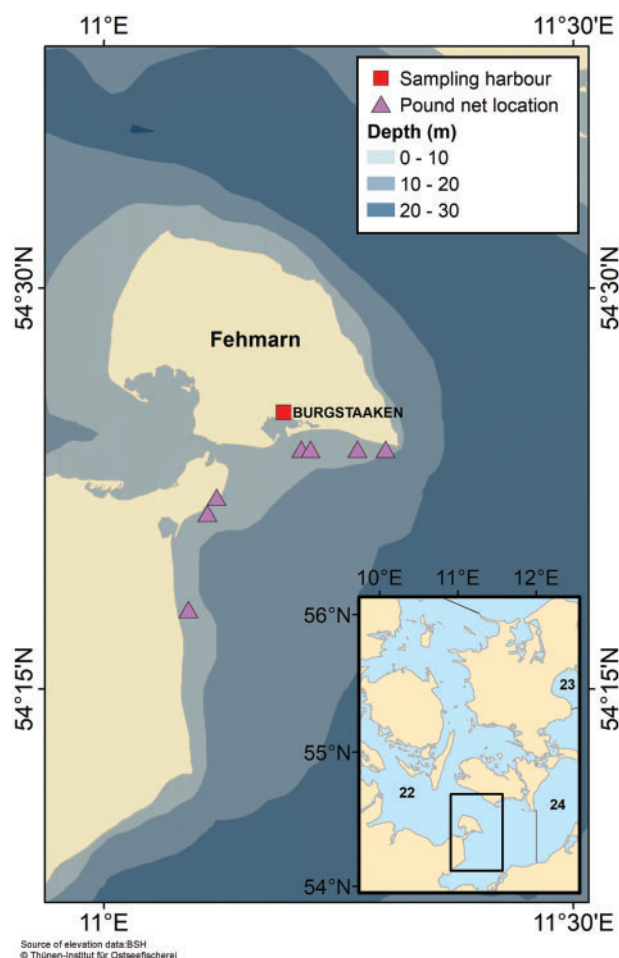 11°E
11°30'E
Sampling harbour
Pound net location
Depth (m)
0 - 10
10 - 20
20 - 30
54°30'N
54°30'N
Fehmarn
BURGSTAAKEN
10°E
11°E
12°E
56°N
23
54°15'N
54°15'N
55°N
22
24
54°N
11°E
11°30'E
Source of elevation data:BSH
© Thünen-Institut für Ostseefischerei